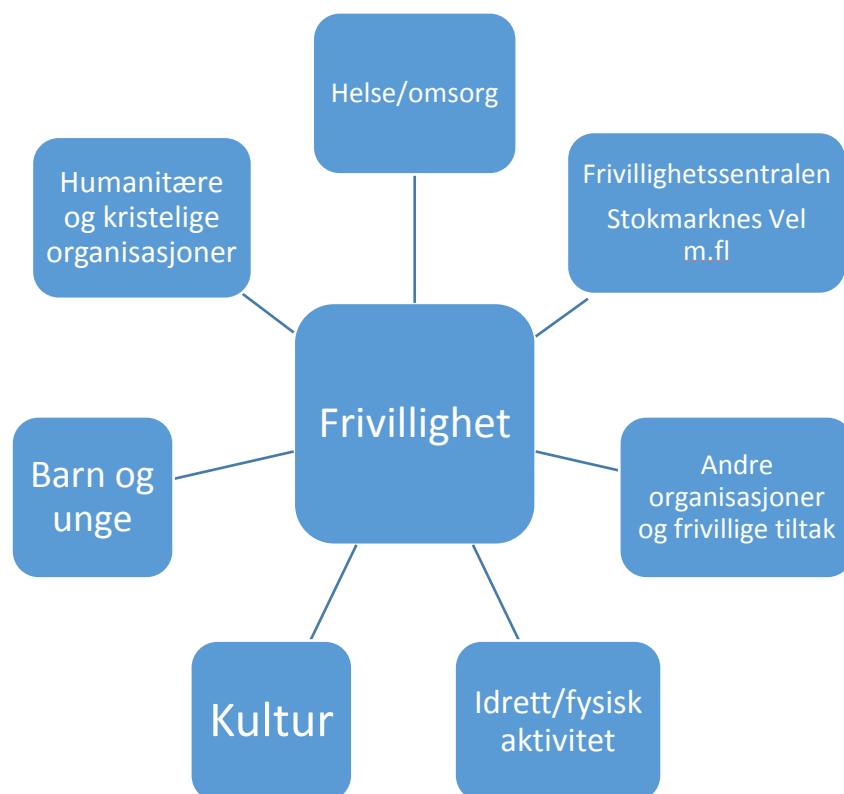 Helse/omsorg
Frivillighetssentralen
Stokmarknes Vel
m.fl
Humanitære
og kristelige
organisasjoner
Frivillighet
Andre
organisasjoner
og frivillige tiltak
Barn og
unge
Kultur
Idrett/fysisk
aktivitet